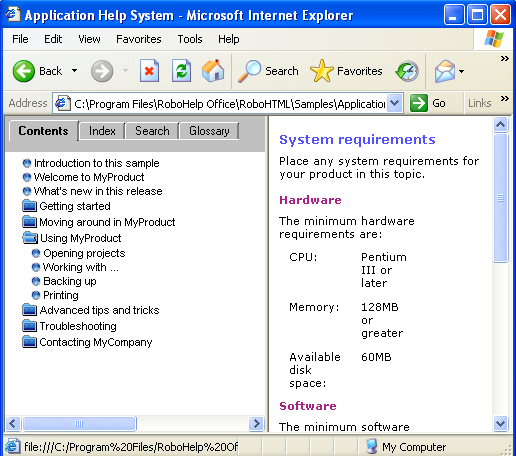 Application Help System - Microsoft Internet Explorer
File Edit View Favorites Tools Help
Back Search Favorites
Address C:\Program Files\RoboHelp Office\RoboHTML\Samples\Application Go Links
Contents Index Search Glossary
Introduction to this sample
Welcome to MyProduct
What's new in this release
Getting started
Moving around in MyProduct
Using MyProduct
Opening projects
Working with ...
Backing up
Printing
Advanced tips and tricks
Troubleshooting
Contacting MyCompany
System requirements
Place any system requirements for
your product in this topic.
Hardware
The minimum hardware
requirements are:
CPU: Pentium
III or
later
Memory: 128MB
or
greater
Available 60MB
disk
space:
Software
The minimum software
file:///C:/Program%20Files/RoboHelp%20Of My Computer